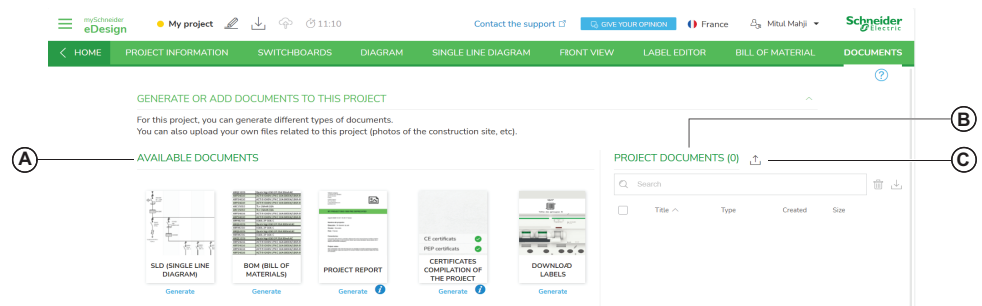 mySchneider
eDesign
My project
11:10
Contact the support
GIVE YOUR OPINION
France
Mitul Mahji
Schneider
Electric
HOME
PROJECT INFORMATION
SWITCHBOARDS
DIAGRAM
SINGLE LINE DIAGRAM
FRONT VIEW
LABEL EDITOR
BILL OF MATERIAL
DOCUMENTS
?
GENERATE OR ADD DOCUMENTS TO THIS PROJECT
For this project, you can generate different types of documents.
You can also upload your own files related to this project (photos of the construction site, etc).
A
AVAILABLE DOCUMENTS
B
PROJECT DOCUMENTS (0)
C
Search
Title
Type
Created
Size
CE certificate
PEP certificate
SLD (SINGLE LINE
DIAGRAM)
Generate
BOM (BILL OF
MATERIALS)
Generate
PROJECT REPORT
Generate
i
CERTIFICATES
COMPILATION OF
THE PROJECT
Generate
i
DOWNLOAD
LABELS
Generate